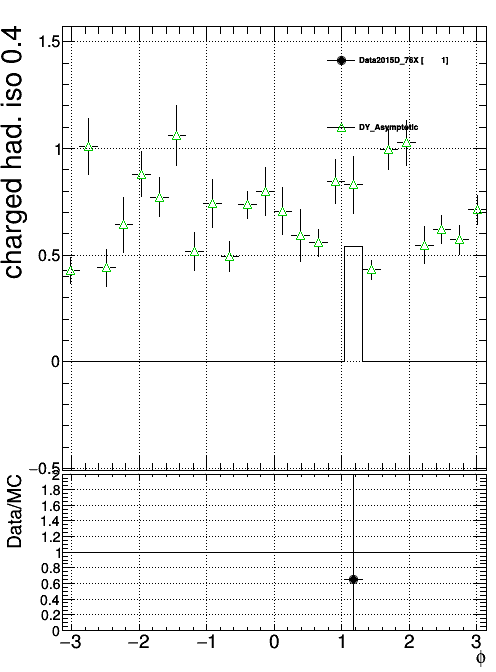 charged had. iso 0.4
1.5
1
0.5
0
−0.5
Data2015D_76X [ 1]
DY_Asymptotic
Data/MC
2
1.8
1.6
1.4
1.2
1
0.8
0.6
0.4
0.2
0
−3 −2 −1 0 1 2 3
φ